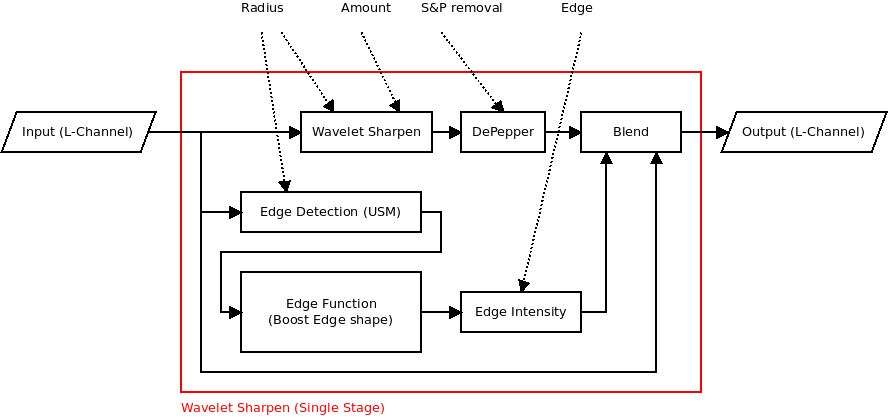 Radius
Amount
S&P removal
Edge
Input (L-Channel)
Wavelet Sharpen
DePepper
Blend
Output (L-Channel)
Edge Detection (USM)
Edge Function
(Boost Edge shape)
Edge Intensity
Wavelet Sharpen (Single Stage)